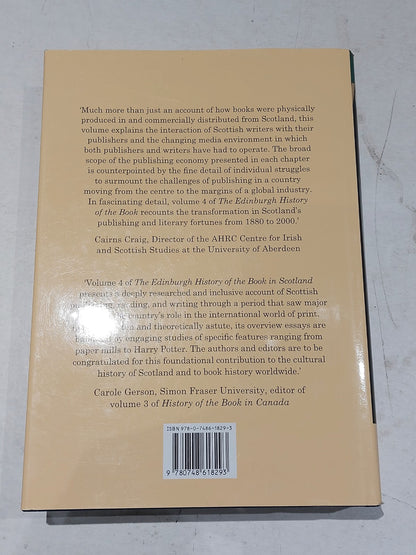 'Much more than just an account of how books were physically
produced in and commercially distributed from Scotland, this
volume explains the interaction of Scottish writers with their
publishers and the changing media environment in which
both publishers and writers have had to operate. The broad
scope of the publishing economy presented in each chapter
is counterpointed by the fine detail of individual struggles
to surmount the challenges of publishing in a country
moving from the centre to the margins of a global industry.
In fascinating detail, volume 4 of The Edinburgh History
of the Book recounts the transformation in Scotland's
publishing and literary fortunes from 1880 to 2000.'
Cairns Craig, Director of the AHRC Centre for Irish
and Scottish Studies at the University of Aberdeen
'Volume 4 of The Edinburgh History of the Book in Scotland
presents a deeply researched and inclusive account of Scottish
reading, and writing through a period that saw major
country's role in the international world of print.
and theoretically astute, its overview essays are
by engaging studies of specific features ranging from
paper mills to Harry Potter. The authors and editors are to be
congratulated for this foundational contribution to the cultural
history of Scotland and to book history worldwide.'
Carole Gerson, Simon Fraser University, editor of
volume 3 of History of the Book in Canada
ISBN 978-0-7486-1829-3
9 780748 618293